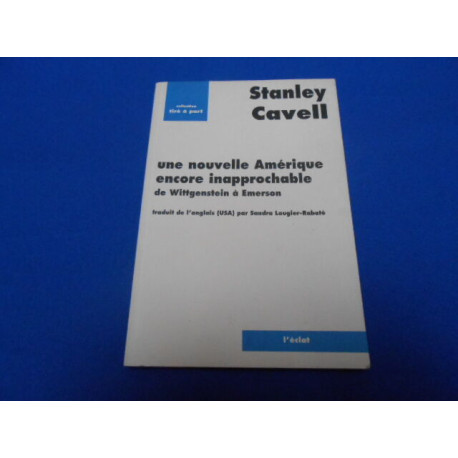 collection
tiré à part
Stanley
Cavell
une nouvelle Amérique
encore inapprochable
de Wittgenstein à Emerson
traduit de l'anglais (USA) par Sandra Laugier-Rabaté
l'éclat